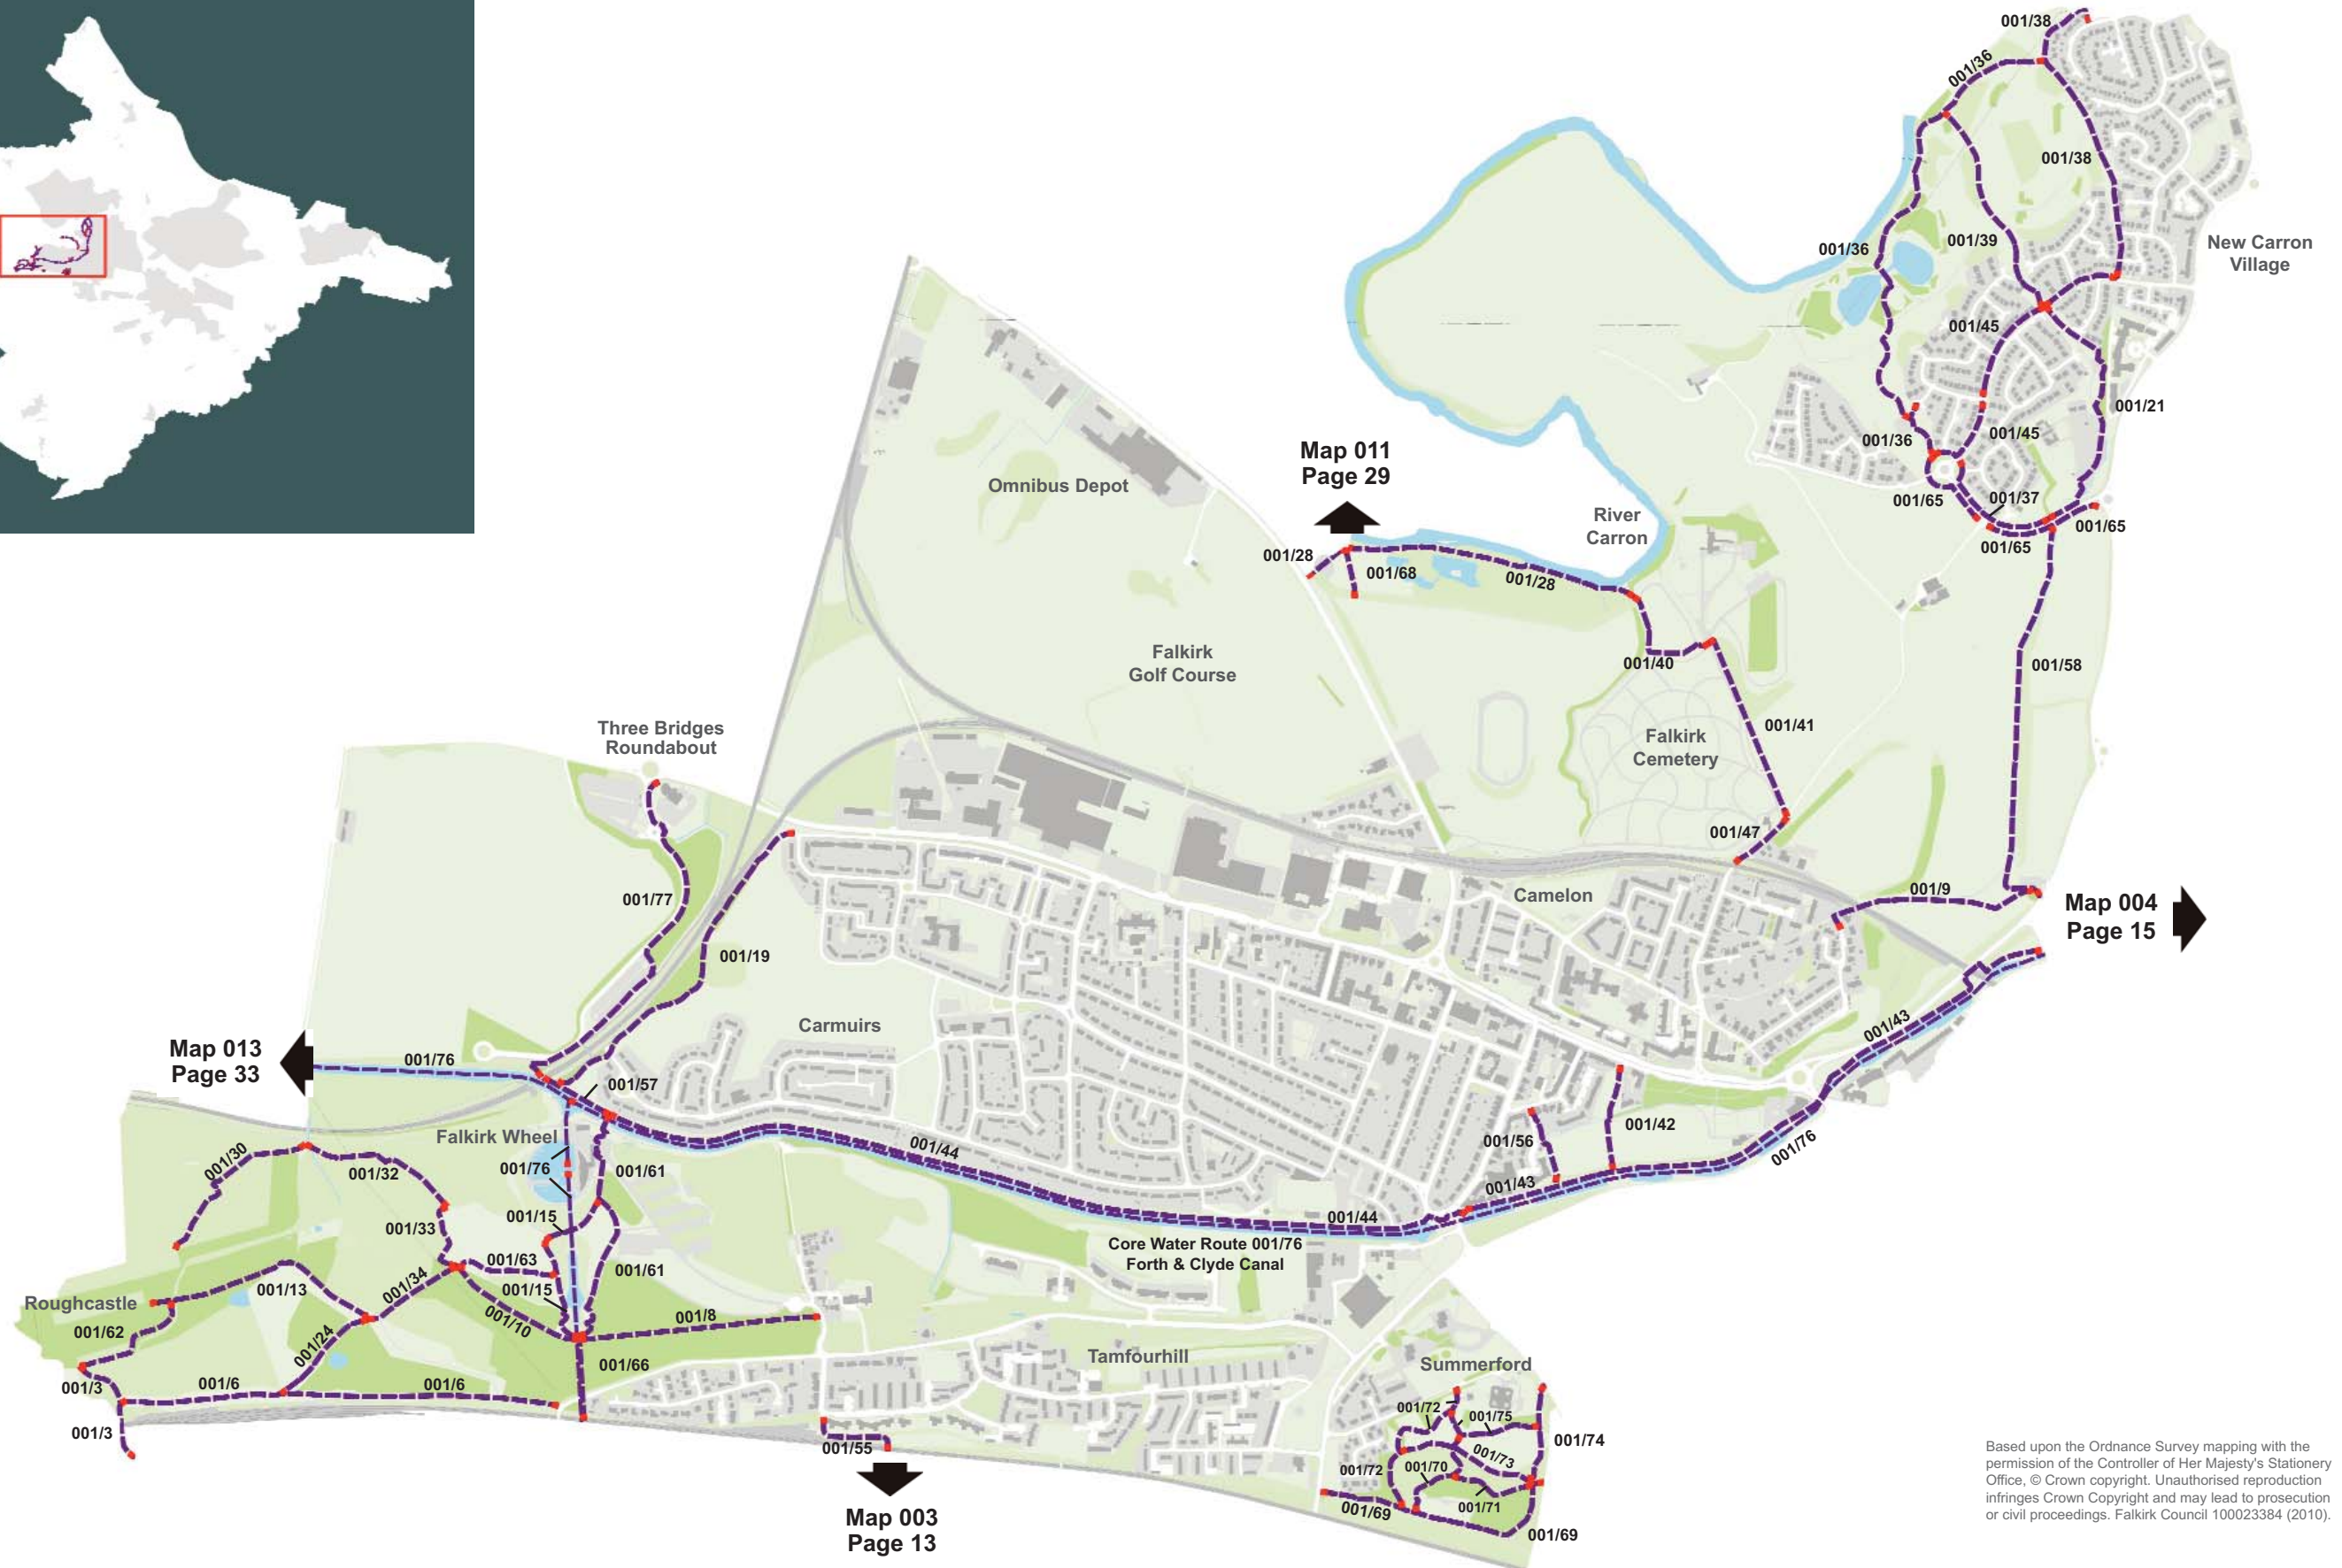 001/38
001/36
001/38
001/36
001/39
New Carron
Village
001/45
001/21
001/36
001/45
001/65
001/37
001/65
001/65
Map 011
Page 29
Omnibus Depot
River
Carron
001/28
001/68
001/28
001/40
001/58
Falkirk
Golf Course
001/41
Falkirk
Cemetery
Three Bridges
Roundabout
001/47
001/77
Camelon
001/9
Map 004
Page 15
001/19
Carmuirs
001/43
Map 013
Page 33
001/76
001/57
Falkirk Wheel
001/44
001/56
001/42
001/76
001/30
001/32
001/76
001/61
001/43
001/15
001/33
001/44
Core Water Route 001/76
Forth & Clyde Canal
001/63
001/61
001/13
001/34
001/15
Roughcastle
001/62
001/24
001/10
001/8
001/66
Tamfourhill
Summerford
001/3
001/6
001/6
001/72
001/75
001/3
001/55
001/74
001/73
001/72
001/70
001/71
001/69
001/69
Map 003
Page 13
Based upon the Ordnance Survey mapping with the
permission of the Controller of Her Majesty's Stationery
Office, © Crown copyright. Unauthorised reproduction
infringes Crown Copyright and may lead to prosecution
or civil proceedings. Falkirk Council 100023384 (2010).